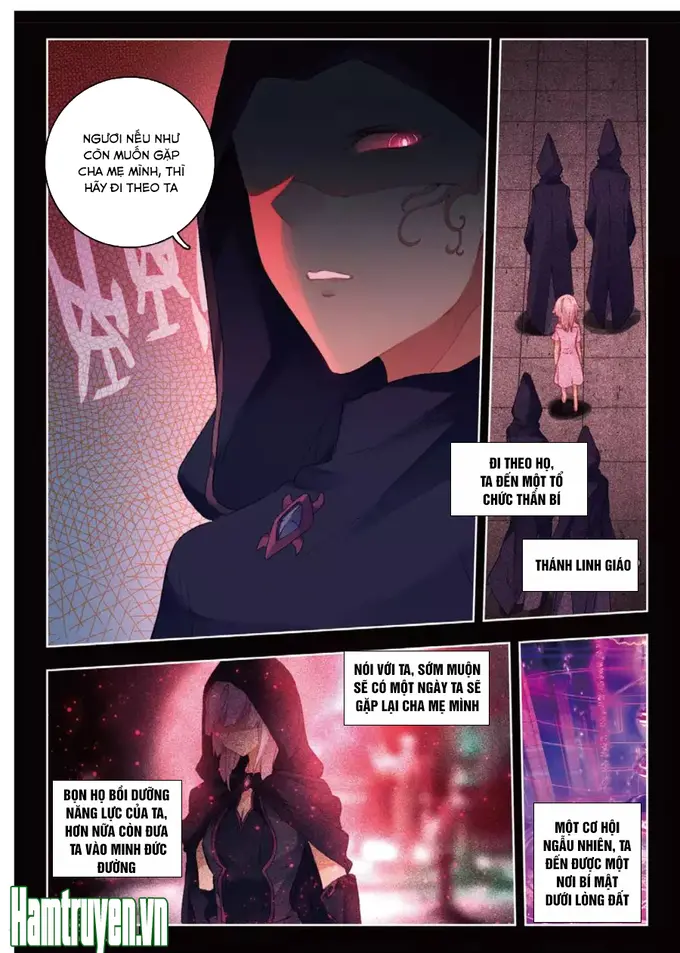 NGƯƠI NẾU NHƯ
CÒN MUỐN GẶP
CHA MẸ MÌNH, THÌ
HÃY ĐI THEO TA
ĐI THEO HỌ,
TA ĐẾN MỘT TỔ
CHỨC THẦN BÍ
THÁNH LINH GIÁO
NÓI VỚI TA, SỚM MUỘN
SẼ CÓ MỘT NGÀY TA SẼ
GẶP LẠI CHA MẸ MÌNH
BỌN HỌ BỒI DƯỠNG
NĂNG LỰC CỦA TA,
HƠN NỮA CÒN ĐƯA
TA VÀO MINH ĐỨC
ĐƯỜNG
MỘT CƠ HỘI
NGẪU NHIÊN, TA
ĐẾN ĐƯỢC MỘT
NƠI BÍ MẬT
DƯỚI LÒNG ĐẤT
Hamtruyen.vn